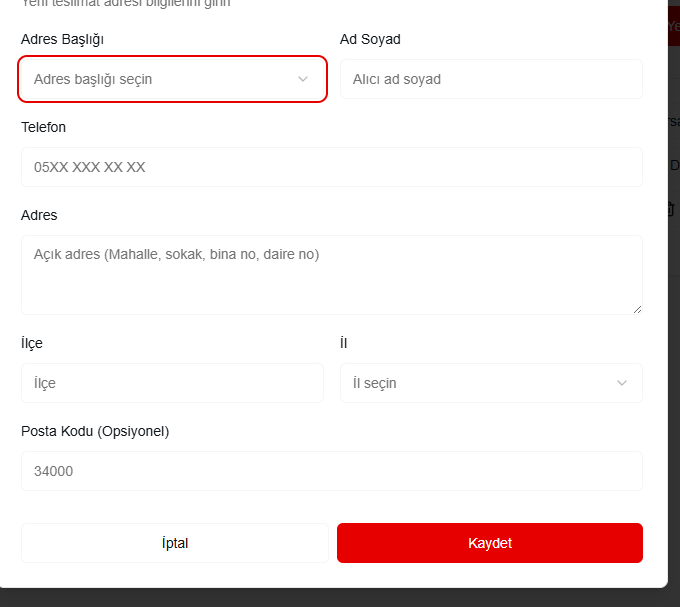 Yeni teslimat adresi bilgilerini girin
Adres Başlığı
Ad Soyad
Adres başlığı seçin
Alıcı ad soyad
Telefon
05XX XXX XX XX
Adres
Açık adres (Mahalle, sokak, bina no, daire no)
İlçe
İl
İlçe
İl seçin
Posta Kodu (Opsiyonel)
34000
İptal
Kaydet